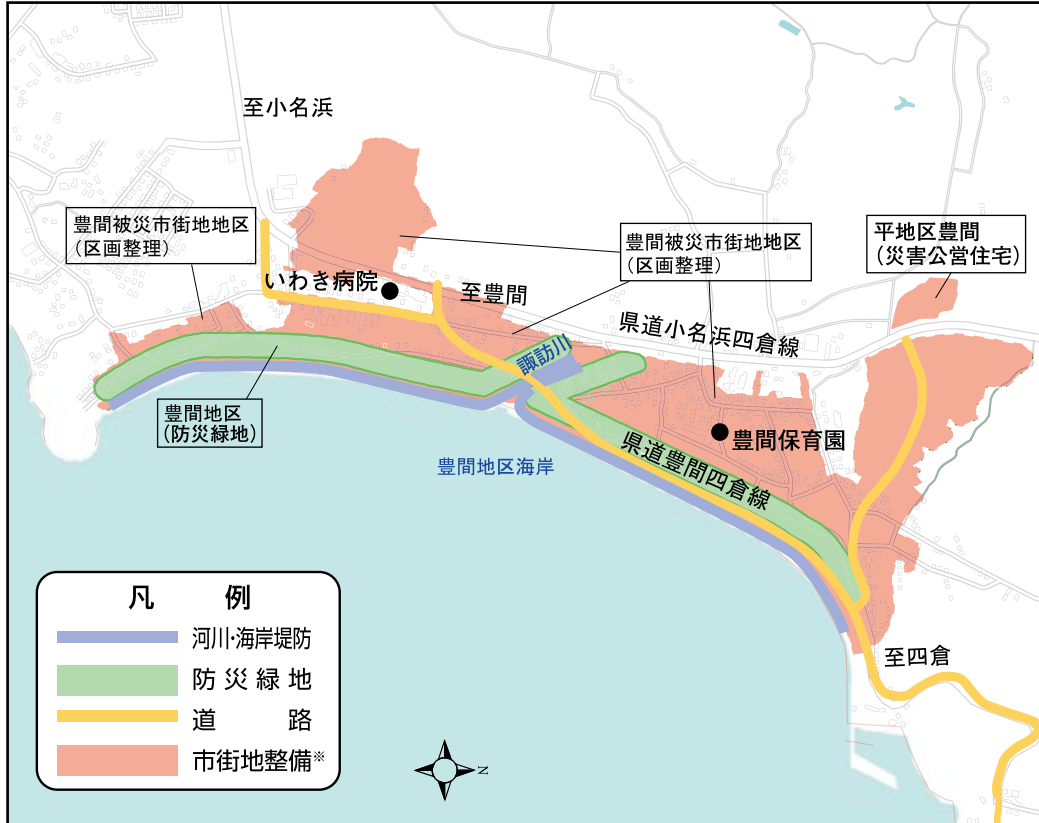 至小名浜
豊間被災市街地地区
(区画整理)
豊間被災市街地地区
(区画整理)
平地区豊間
(災害公営住宅)
いわき病院
至豊間
県道小名浜四倉線
諏訪川
豊間地区
(防災緑地)
豊間保育園
県道豊間四倉線
豊間地区海岸
至四倉
凡 例
河川・海岸堤防
防災緑地
道 路
市街地整備※
N